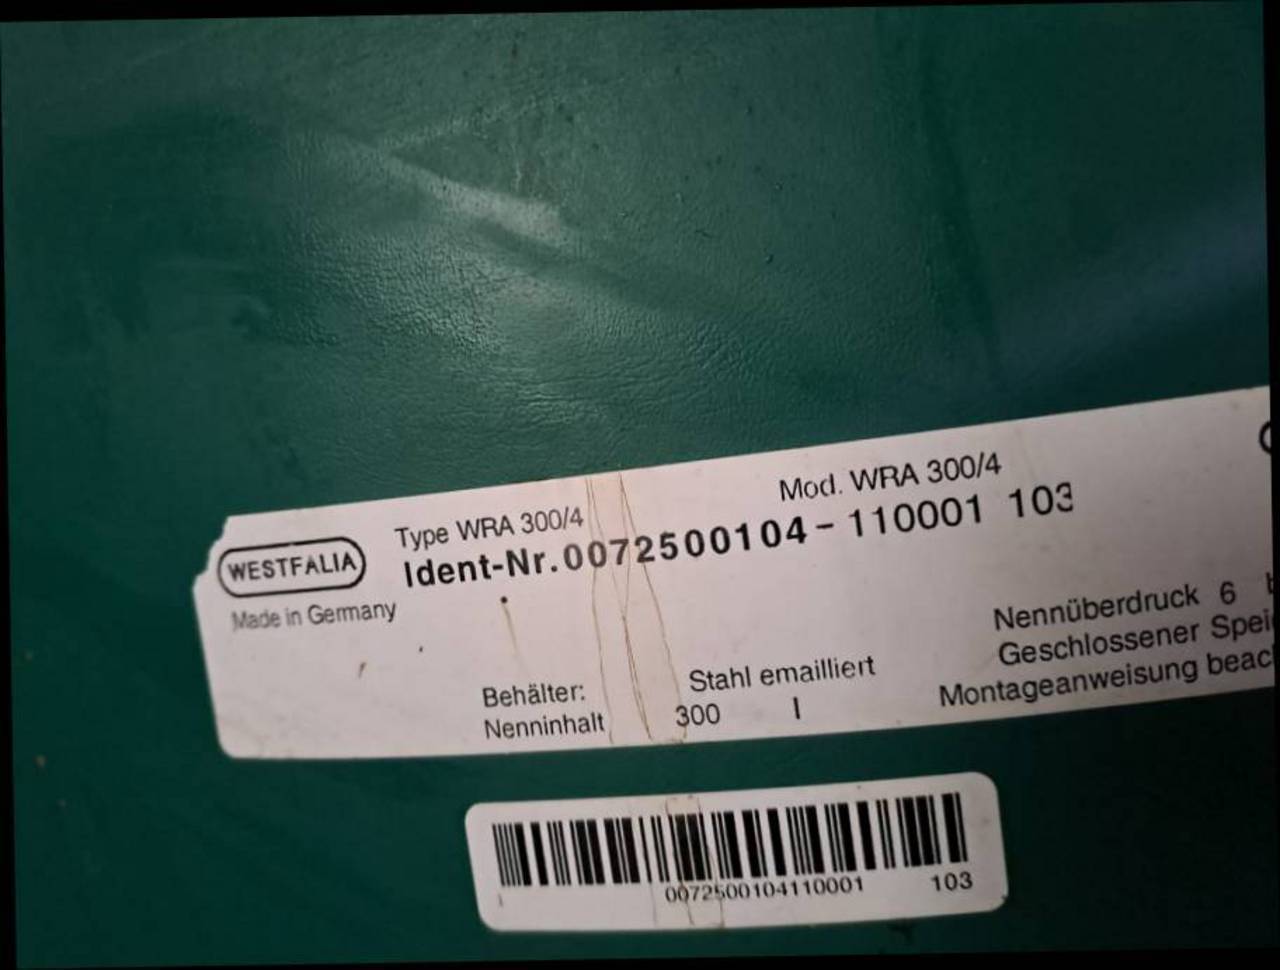 WESTFALIA
Made in Germany
Type WRA 300/4
Mod. WRA 300/4
Ident-Nr. 0072500104-110001 103
Behälter: Stahl emailliert
Nenninhalt 300 l
Nennüberdruck 6
Geschlossener
Montageanweisung
0072500104110001 103